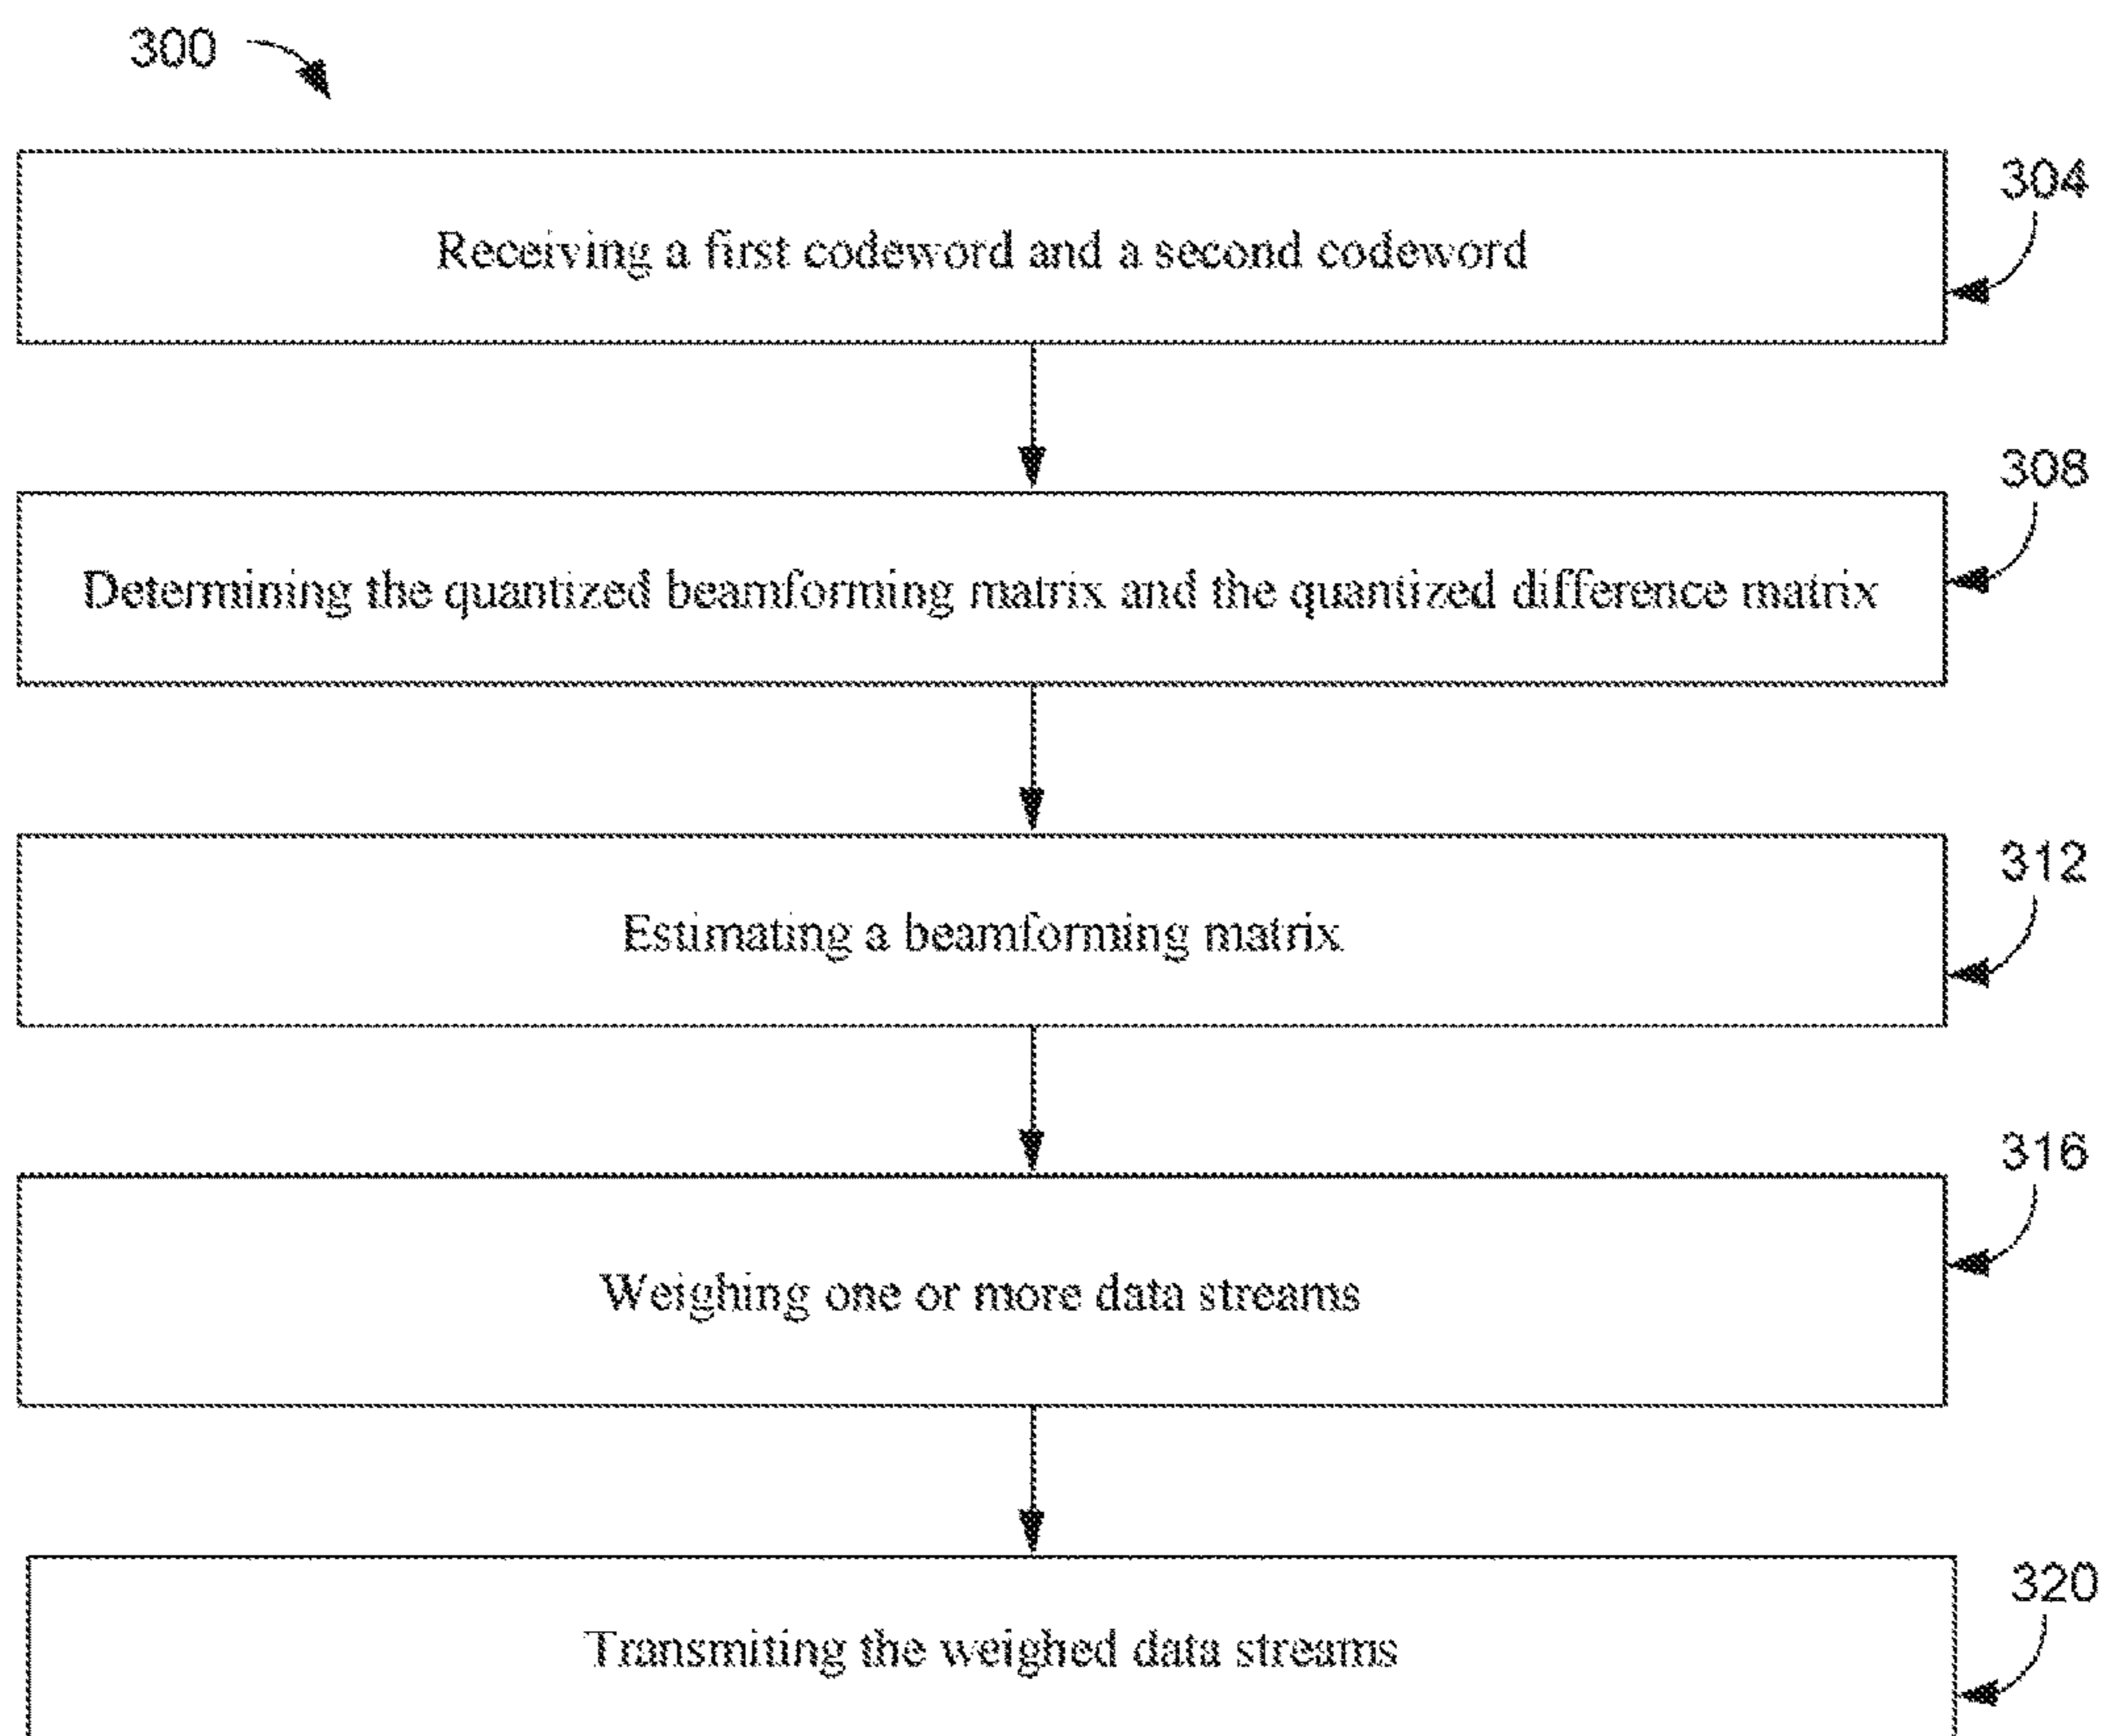 300
304
Receiving a first codeword and a second codeword
308
Determining the quantized beamforming matrix and the quantized difference matrix
312
Estimating a beamforming matrix
316
Weighing one or more data streams
320
Transmiting the weighed data streams